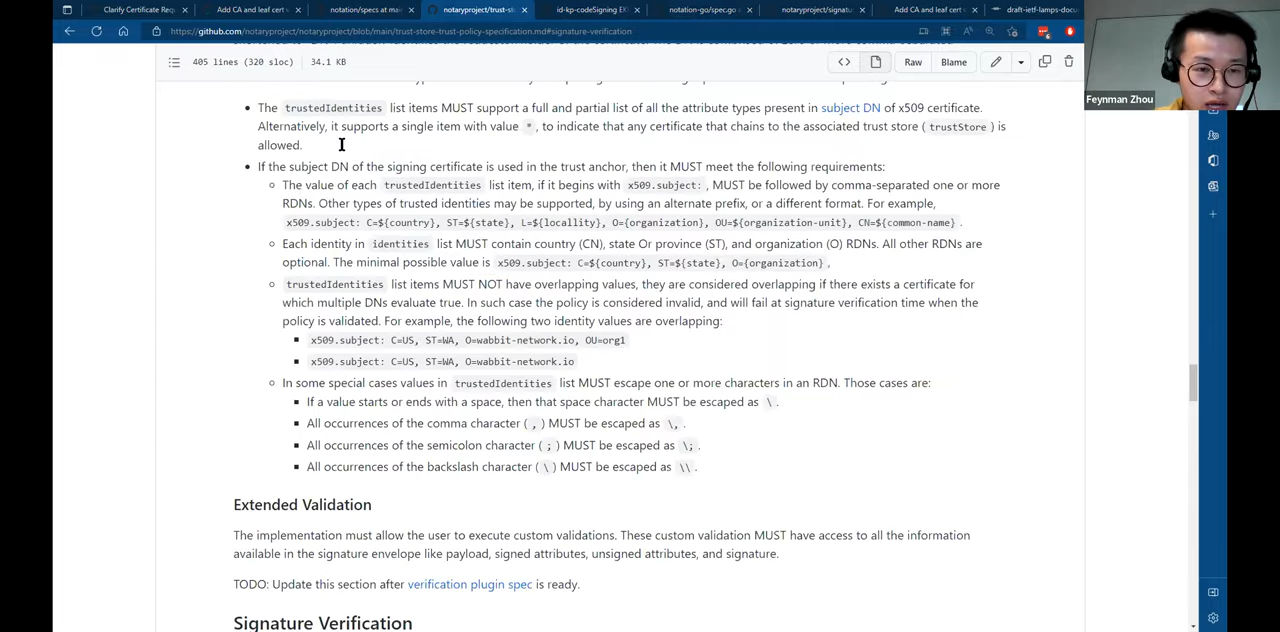 Clarify Certificate Requ
Add CA and leaf cert v
notation/specs at mai
notaryproject/trust-sto
id-kp-codeSigning EK
notation-go/spec.go a
notaryproject/signatu
Add CA and leaf cert v
draft-ietf-lamps-docu
https://github.com/notaryproject/notaryproject/blob/main/trust-store-trust-policy-specification.md#signature-verification
405 lines (320 sloc) 34.1 KB
Raw Blame
Feynman Zhou
The trustedIdentities list items MUST support a full and partial list of all the attribute types present in subject DN of x509 certificate.
Alternatively, it supports a single item with value *, to indicate that any certificate that chains to the associated trust store ( trustStore ) is
allowed.
If the subject DN of the signing certificate is used in the trust anchor, then it MUST meet the following requirements:
The value of each trustedIdentities list item, if it begins with x509.subject:, MUST be followed by comma-separated one or more
RDNs. Other types of trusted identities may be supported, by using an alternate prefix, or a different format. For example,
x509.subject: C=${country}, ST=${state}, L=${locallity}, O={organization}, OU=${organization-unit}, CN=${common-name} .
Each identity in identities list MUST contain country (CN), state Or province (ST), and organization (O) RDNs. All other RDNs are
optional. The minimal possible value is x509.subject: C=${country}, ST=${state}, O={organization} ,
trustedIdentities list items MUST NOT have overlapping values, they are considered overlapping if there exists a certificate for
which multiple DNs evaluate true. In such case the policy is considered invalid, and will fail at signature verification time when the
policy is validated. For example, the following two identity values are overlapping:
x509.subject: C=US, ST=WA, O=wabbit-network.io, OU=org1
x509.subject: C=US, ST=WA, O=wabbit-network.io
In some special cases values in trustedIdentities list MUST escape one or more characters in an RDN. Those cases are:
If a value starts or ends with a space, then that space character MUST be escaped as \ .
All occurrences of the comma character ( , ) MUST be escaped as \, .
All occurrences of the semicolon character ( ; ) MUST be escaped as \; .
All occurrences of the backslash character ( \ ) MUST be escaped as \\ .
Extended Validation
The implementation must allow the user to execute custom validations. These custom validation MUST have access to all the information
available in the signature envelope like payload, signed attributes, unsigned attributes, and signature.
TODO: Update this section after verification plugin spec is ready.
Signature Verification